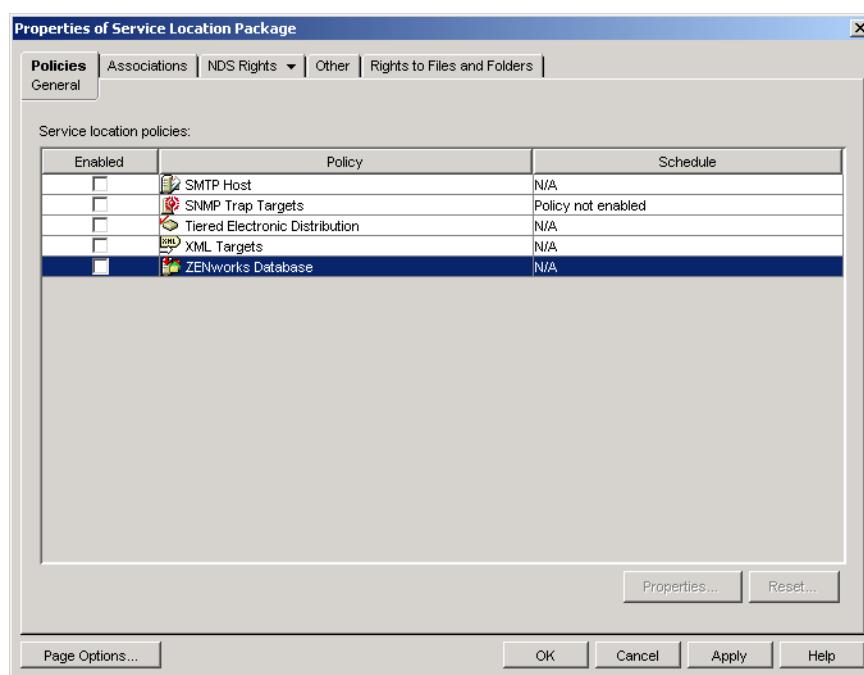 Properties of Service Location Package
Policies Associations NDS Rights Other Rights to Files and Folders
General
Service location policies:
Enabled Policy Schedule
SMTP Host N/A
SNMP Trap Targets Policy not enabled
Tiered Electronic Distribution N/A
XML XML Targets N/A
ZENworks Database N/A
Properties... Reset...
Page Options... OK Cancel Apply Help